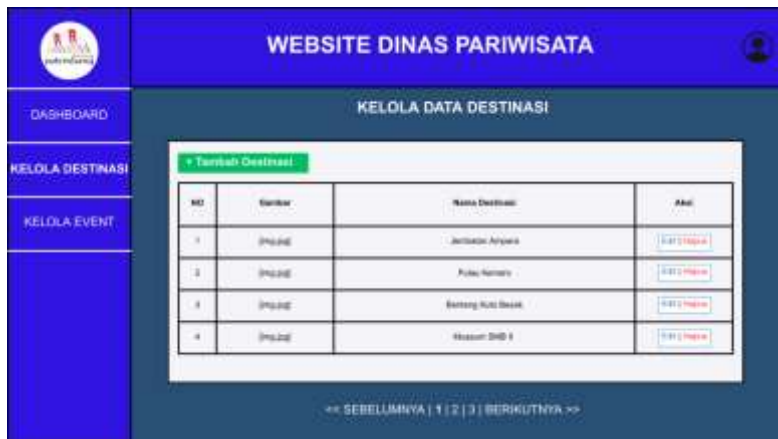 WEBSITE DINAS PARIWISATA
DASHBOARD
KELOLA DESTINASI
KELOLA EVENT
KELOLA DATA DESTINASI
+ Tambah Destinasi
NO Gambar Nama Destinasi Aksi
1 [img.jpg] Jembatan Ampera Edit | Hapus
2 [img.jpg] Pulau Kemaro Edit | Hapus
3 [img.jpg] Benteng Kuto Besak Edit | Hapus
4 [img.jpg] Museum SMB II Edit | Hapus
<< SEBELUMNYA | 1 | 2 | 3 | BERIKUTNYA >>